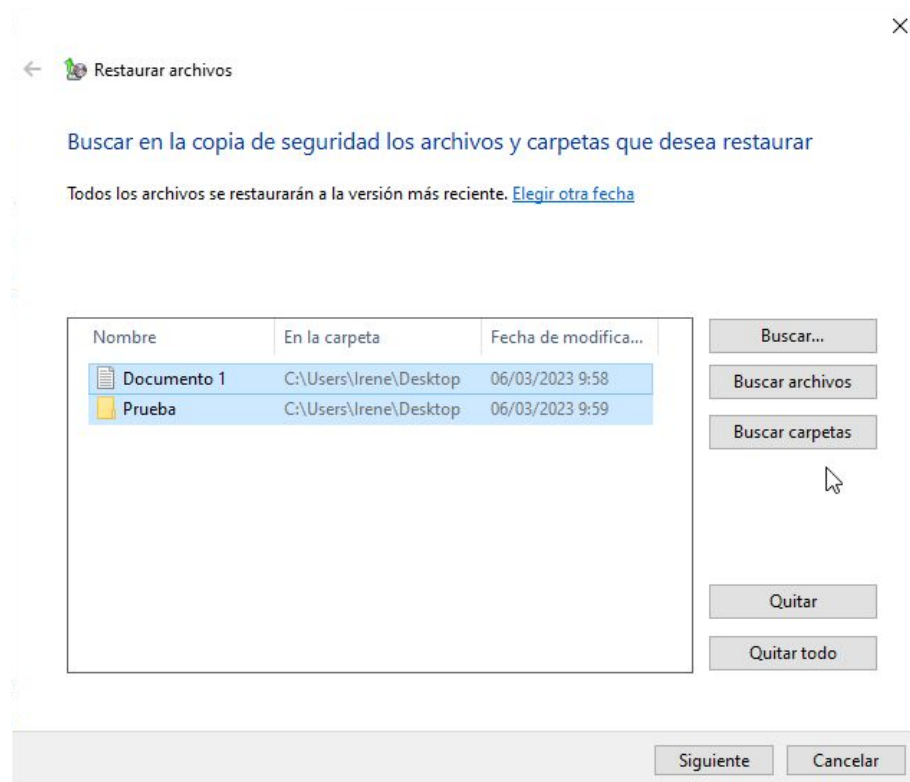 Restaurar archivos
Buscar en la copia de seguridad los archivos y carpetas que desea restaurar
Todos los archivos se restaurarán a la versión más reciente. Elegir otra fecha
Nombre En la carpeta Fecha de modifica... Buscar...
Documento 1 C:\Users\Irene\Desktop 06/03/2023 9:58 Buscar archivos
Prueba C:\Users\Irene\Desktop 06/03/2023 9:59
Buscar carpetas
Quitar
Quitar todo
Siguiente Cancelar